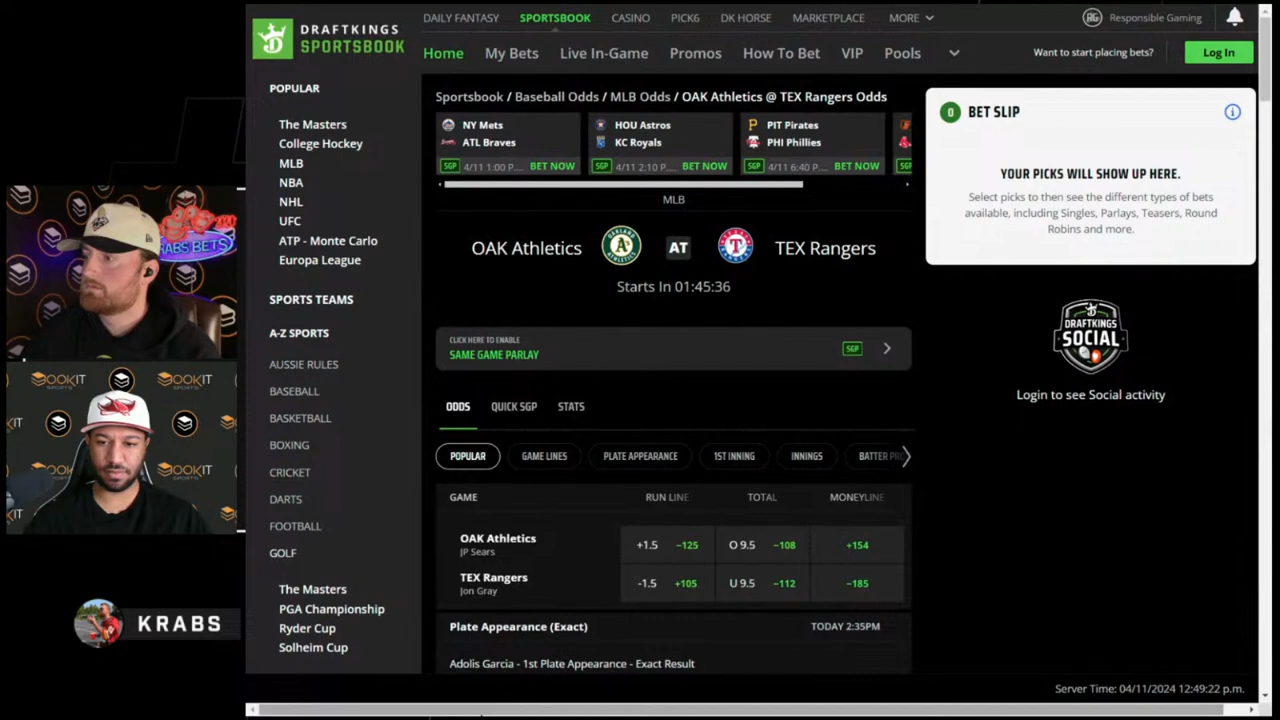 DRAFTKINGS
SPORTSBOOK
DAILY FANTASY SPORTSBOOK CASINO PICK6 DK HORSE MARKETPLACE MORE
RG Responsible Gaming
Home My Bets Live In-Game Promos How To Bet VIP Pools
Want to start placing bets? Log In
POPULAR
The Masters
College Hockey
MLB
NBA
NHL
UFC
ATP - Monte Carlo
Europa League
SPORTS TEAMS
A-Z SPORTS
AUSSIE RULES
BASEBALL
BASKETBALL
BOXING
CRICKET
DARTS
FOOTBALL
GOLF
The Masters
PGA Championship
Ryder Cup
Solheim Cup
Sportsbook / Baseball Odds / MLB Odds / OAK Athletics @ TEX Rangers Odds
NY Mets
ATL Braves
SGP 4/11 1:00 P... BET NOW
HOU Astros
KC Royals
SGP 4/11 2:10 P... BET NOW
PIT Pirates
PHI Phillies
SGP 4/11 6:40 P... BET NOW
MLB
OAK Athletics AT TEX Rangers
Starts In 01:45:36
CLICK HERE TO ENABLE
SAME GAME PARLAY SGP
ODDS QUICK SGP STATS
POPULAR GAME LINES PLATE APPEARANCE 1ST INNING INNINGS BATTER
GAME RUN LINE TOTAL MONEYLINE
OAK Athletics
JP Sears
+1.5 −125 O 9.5 −108 +154
TEX Rangers
Jon Gray
-1.5 +105 U 9.5 −112 −185
Plate Appearance (Exact) TODAY 2:35PM
Adolis Garcia - 1st Plate Appearance - Exact Result
0 BET SLIP
YOUR PICKS WILL SHOW UP HERE.
Select picks to then see the different types of bets
available, including Singles, Parlays, Teasers, Round
Robins and more.
DRAFTKINGS
SOCIAL
Login to see Social activity
Server Time: 04/11/2024 12:49:22 p.m.
KRABS BETS
BOOKIT
KRABS